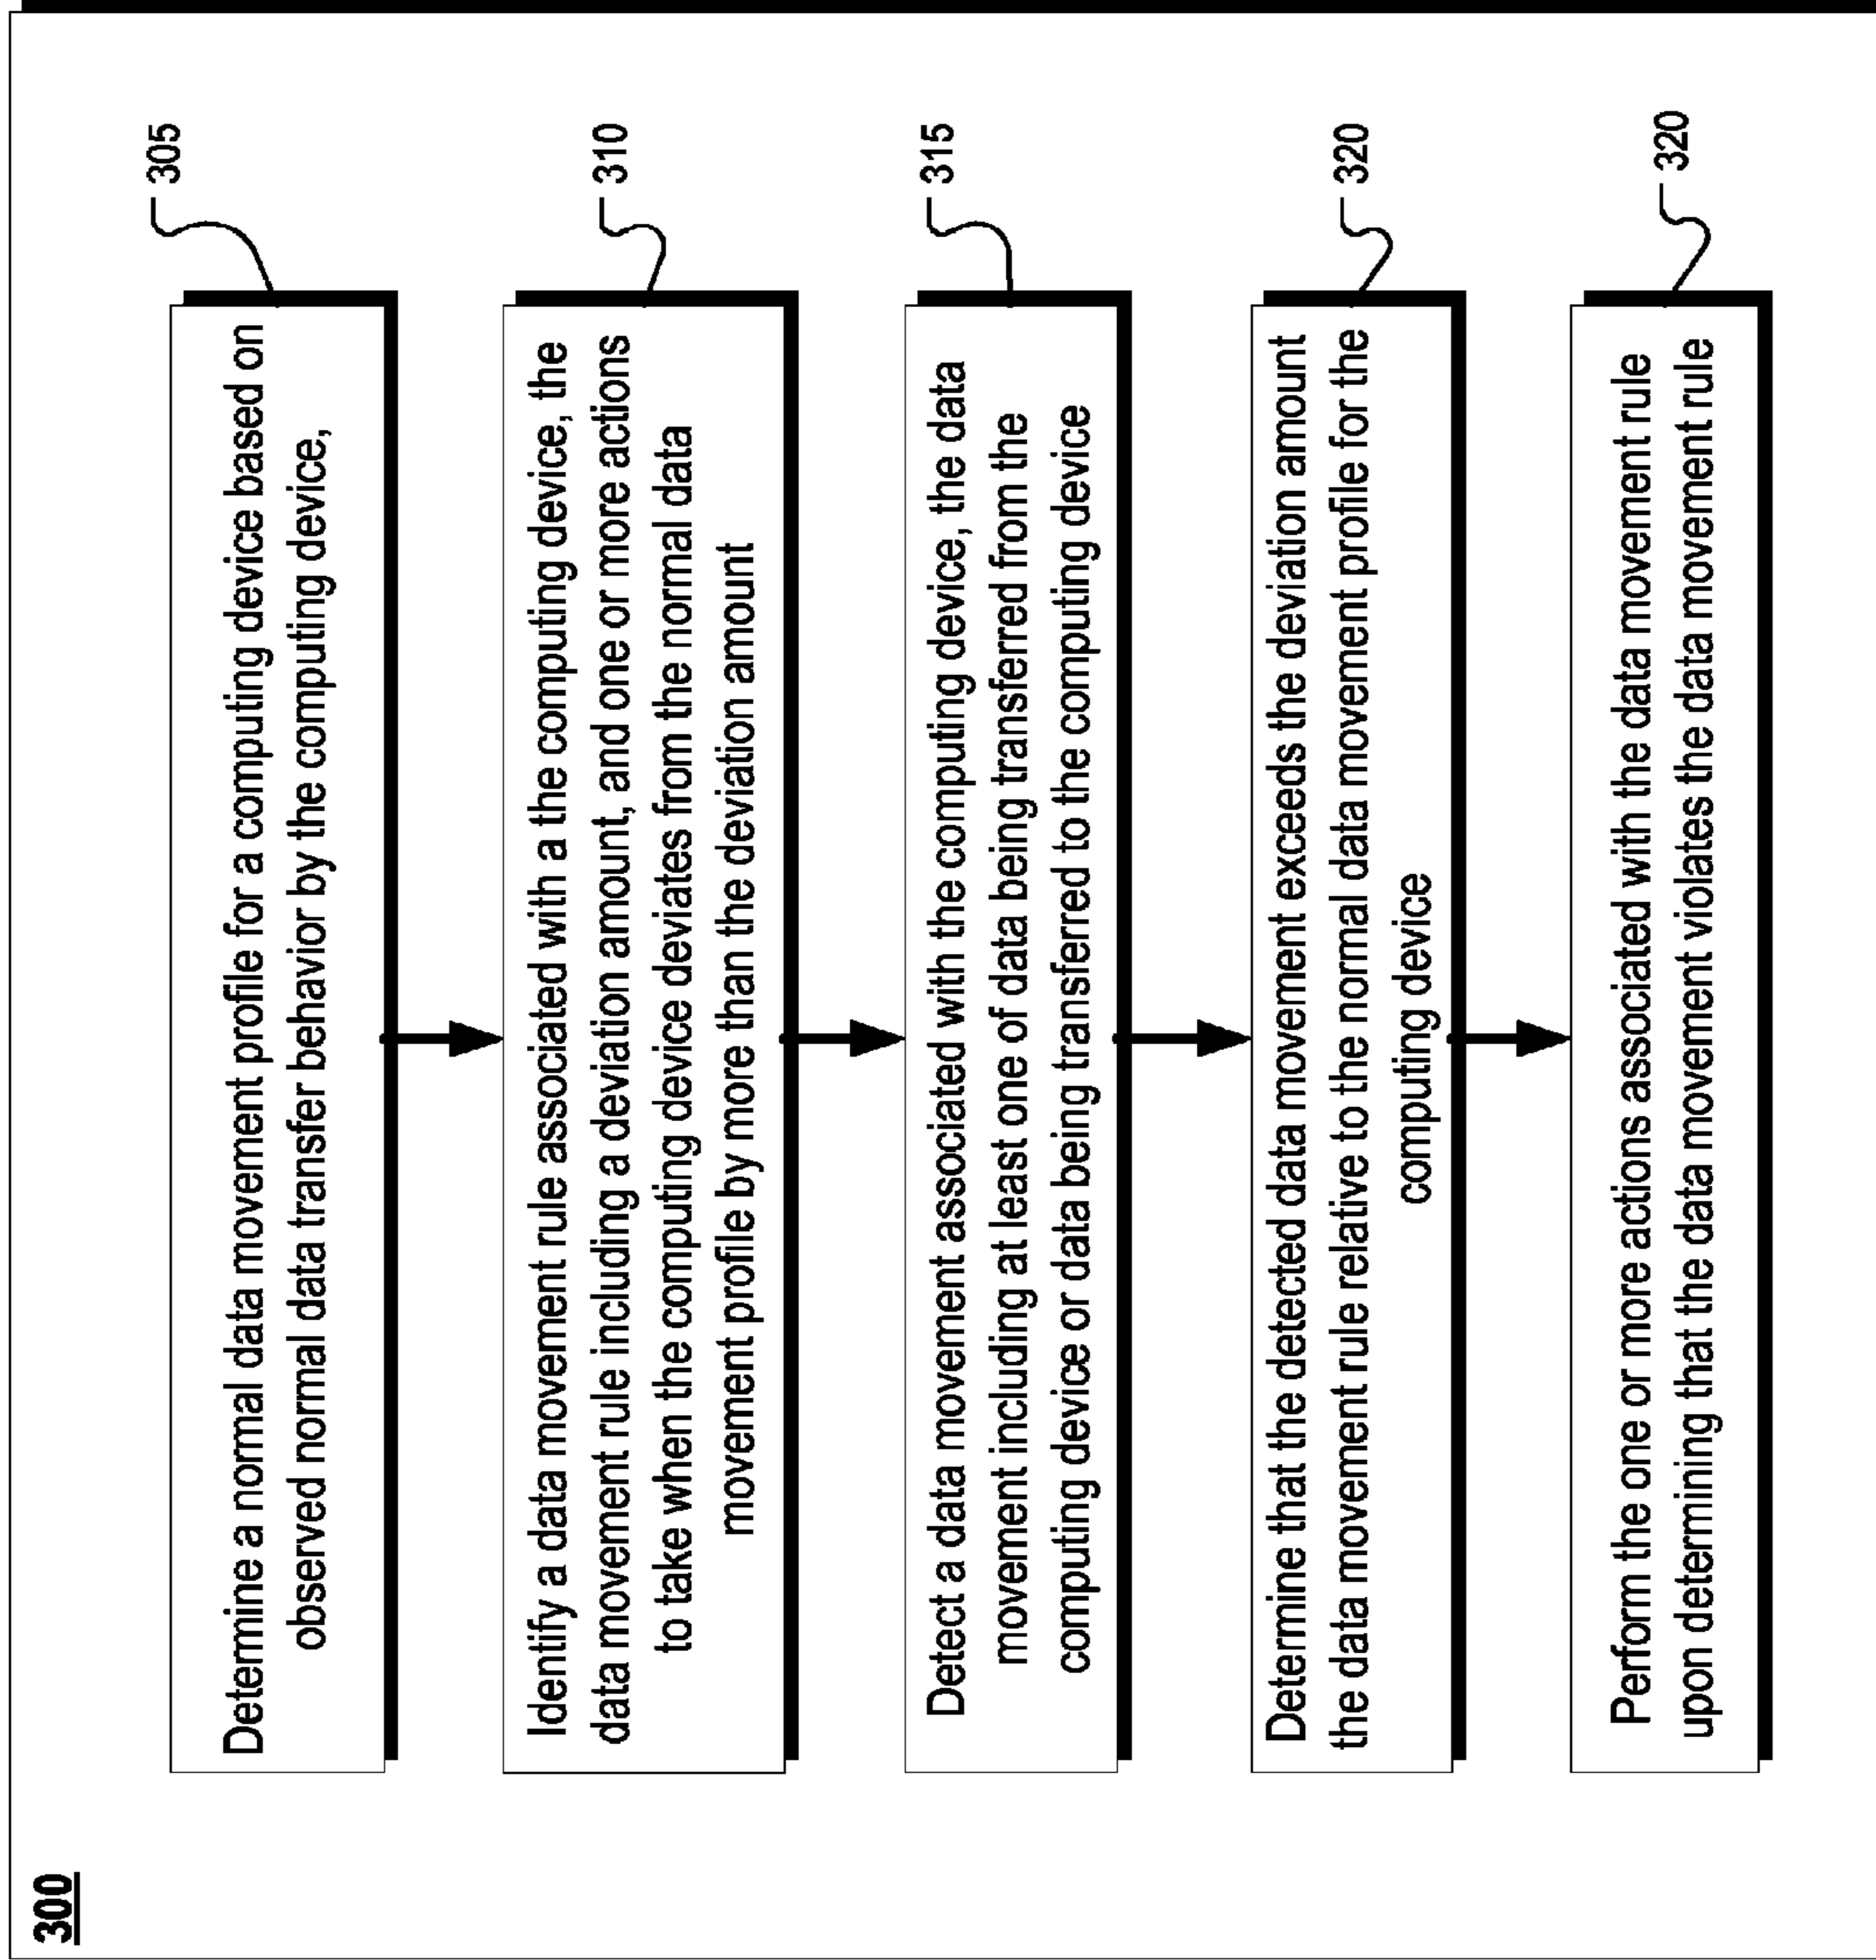 300
Determine a normal data movement profile for a computing device based on
observed normal data transfer behavior by the computing device,
305
Identify a data movement rule associated with a the computing device, the
data movement rule including a deviation amount, and one or more actions
to take when the computing device deviates from the normal data
movement profile by more than the deviation amount
310
Detect a data movement associated with the computing device, the data
movement including at least one of data being transferred from the
computing device or data being transferred to the computing device
315
Determine that the detected data movement exceeds the deviation amount
the data movement rule relative to the normal data movement profile for the
computing device
320
Perform the one or more actions associated with the data movement rule
upon determining that the data movement violates the data movement rule
320